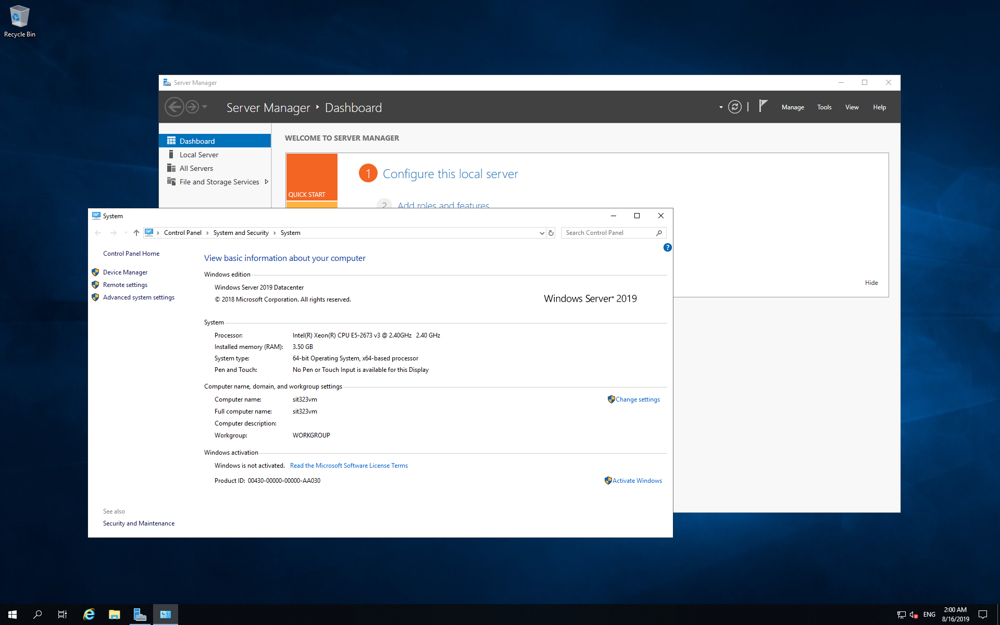 Recycle Bin
Server Manager
Server Manager ‣ Dashboard
Manage Tools View Help
Dashboard
Local Server
All Servers
File and Storage Services
WELCOME TO SERVER MANAGER
QUICK START
1 Configure this local server
2 Add roles and features
Hide
System
Control Panel › System and Security › System
Search Control Panel
?
Control Panel Home
Device Manager
Remote settings
Advanced system settings
View basic information about your computer
Windows edition
Windows Server 2019 Datacenter
© 2018 Microsoft Corporation. All rights reserved.
Windows Server® 2019
System
Processor: Intel(R) Xeon(R) CPU E5-2673 v3 @ 2.40GHz 2.40 GHz
Installed memory (RAM): 3.50 GB
System type: 64-bit Operating System, x64-based processor
Pen and Touch: No Pen or Touch Input is available for this Display
Computer name, domain, and workgroup settings
Computer name: sit323vm
Change settings
Full computer name: sit323vm
Computer description:
Workgroup: WORKGROUP
Windows activation
Windows is not activated. Read the Microsoft Software License Terms
Product ID: 00430-00000-00000-AA030
Activate Windows
See also
Security and Maintenance
ENG
2:00 AM
8/16/2019